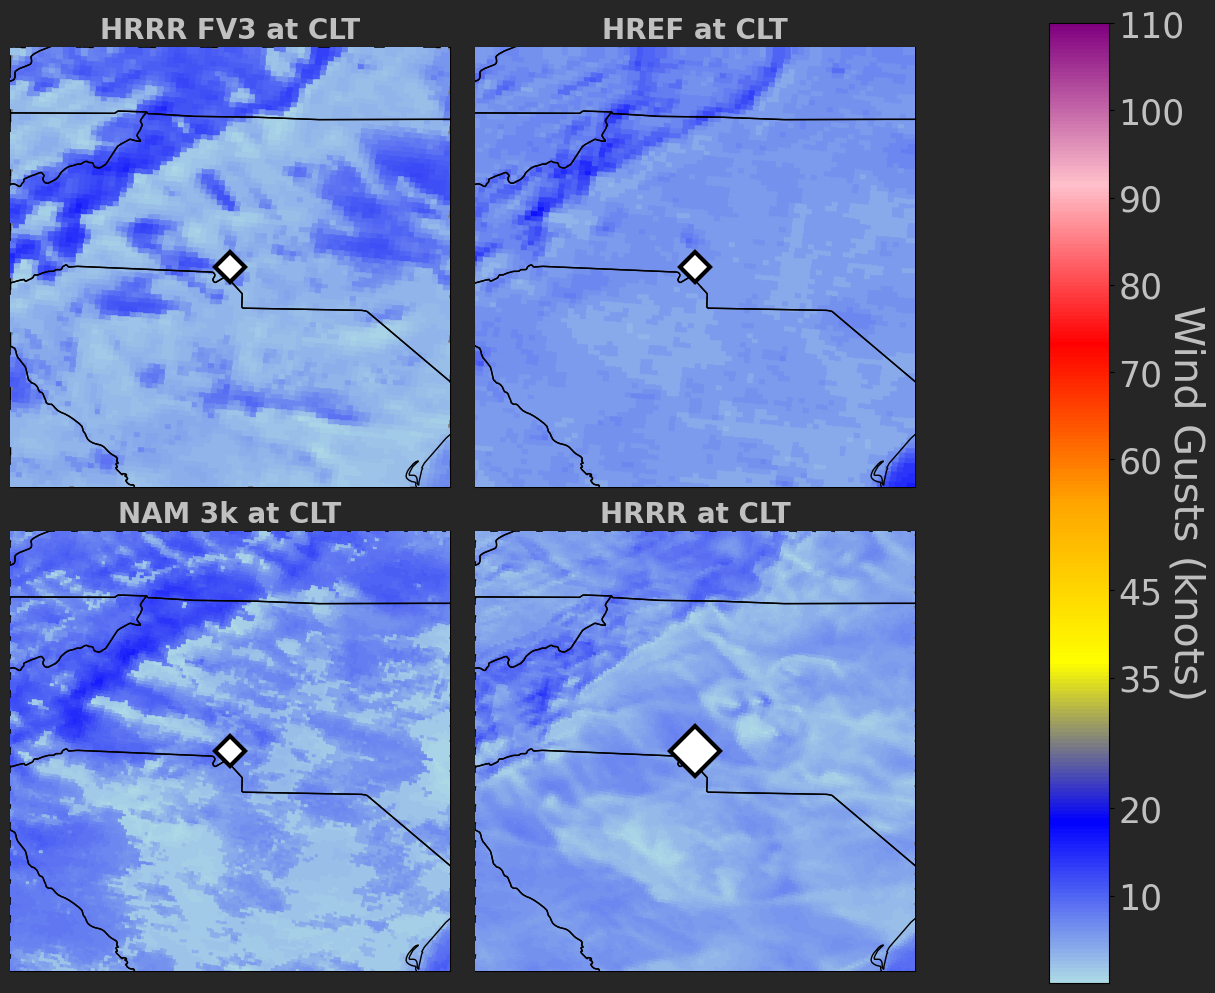 HRRR FV3 at CLT
HREF at CLT
NAM 3k at CLT
HRRR at CLT
110
100
90
80
70
60
45
35
20
10
Wind Gusts (knots)